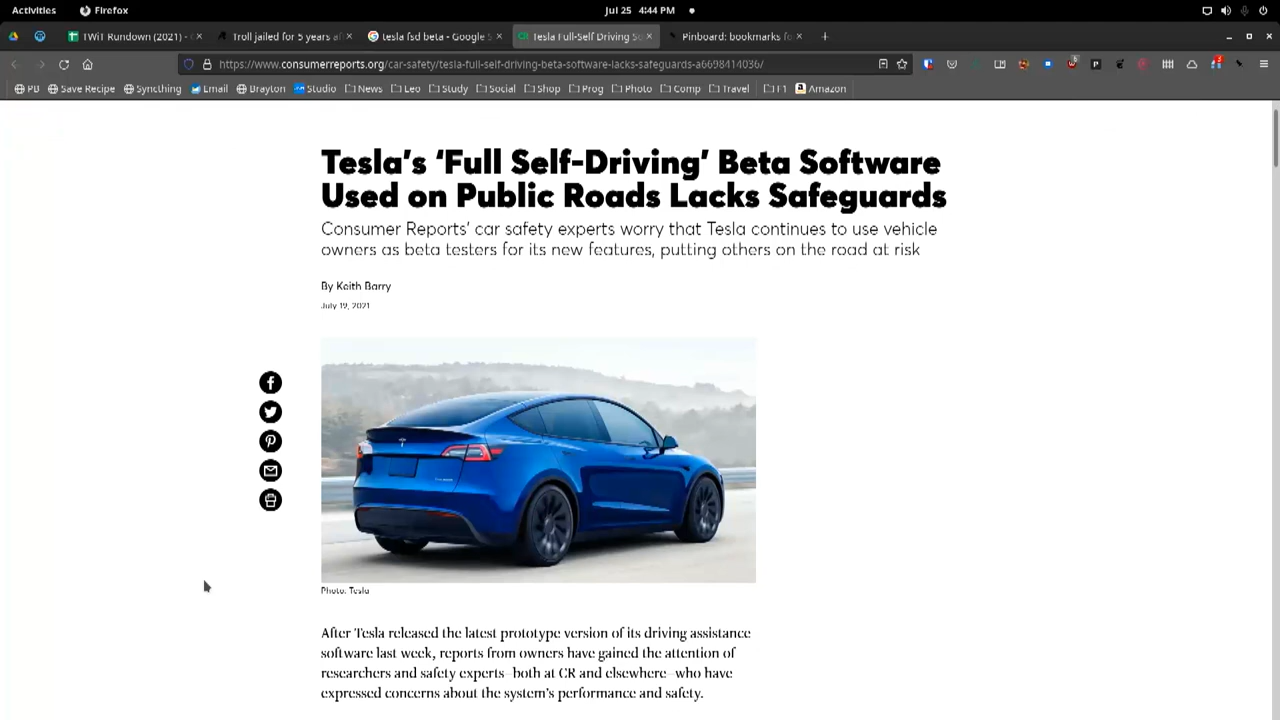 Activities Firefox Jul 25 4:44 PM
TWiT Rundown (2021) - Troll jailed for 5 years af tesla fsd beta - Google S Tesla Full-Self Driving So Pinboard: bookmarks fo
https://www.consumerreports.org/car-safety/tesla-full-self-driving-beta-software-lacks-safeguards-a6698414036/
PB Save Recipe Syncthing Email Brayton Studio News Leo Study Social Shop Prog Photo Comp Travel F1 Amazon
Tesla's 'Full Self-Driving' Beta Software
Used on Public Roads Lacks Safeguards
Consumer Reports' car safety experts worry that Tesla continues to use vehicle
owners as beta testers for its new features, putting others on the road at risk
By Keith Barry
July 19, 2021
Photo: Tesla
After Tesla released the latest prototype version of its driving assistance
software last week, reports from owners have gained the attention of
researchers and safety experts—both at CR and elsewhere—who have
expressed concerns about the system's performance and safety.